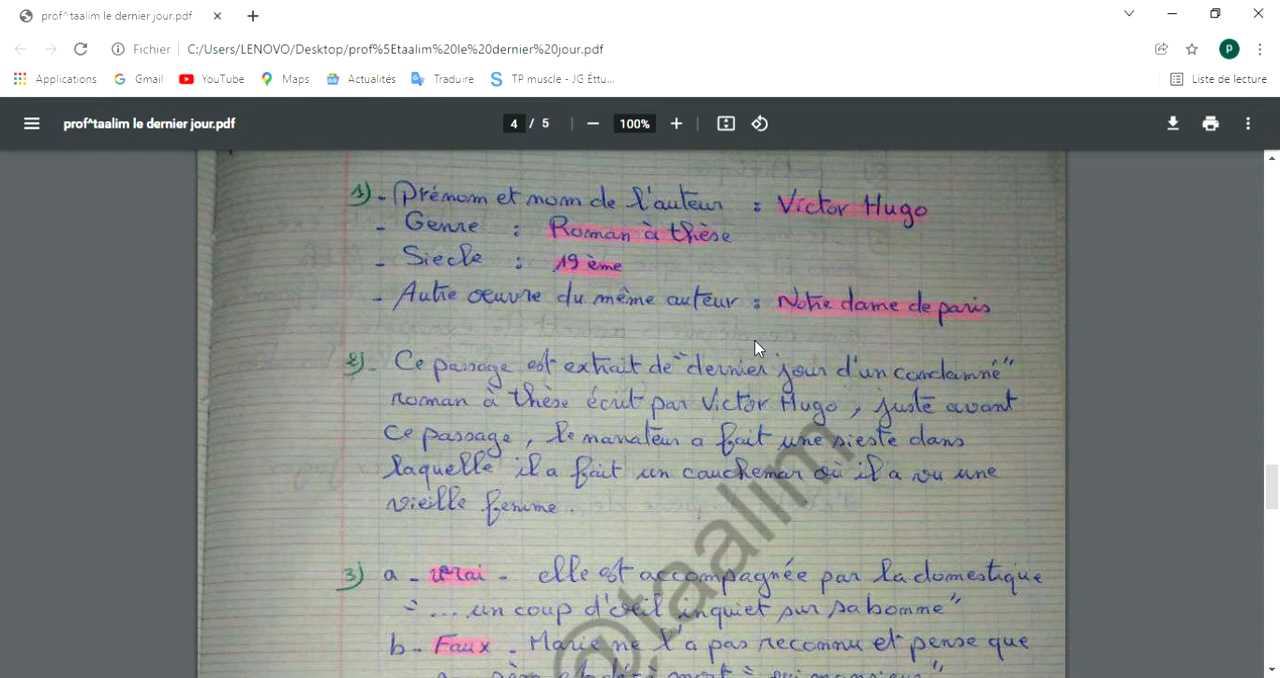 prof^taalim le dernier jour.pdf
Fichier C:/Users/LENOVO/Desktop/prof%5Etaalim%20le%20dernier%20jour.pdf
P
Applications Gmail YouTube Maps Actualités Traduire TP muscle - JG Éttu... Liste de lecture
prof^taalim le dernier jour.pdf 4 / 5 100%
1) - Prénom et nom de l'auteur : Victor Hugo
- Genre : Roman à thèse
- Siecle : 19 ème
- Autre oeuvre du même auteur : Notre dame de paris
2) - Ce passage est extrait de "dernier jour d'un condamné"
roman à thèse écrit par Victor Hugo, juste avant
ce passage, le narrateur a fait une sieste dans
laquelle il a fait un cauchemar où il a vu une
vieille femme.
3) a - vrai - elle est accompagnée par la domestique
"... un coup d'oeil inquiet sur sa bonne"
b - Faux - Marie ne l'a pas reconnu et pense que
@taalim